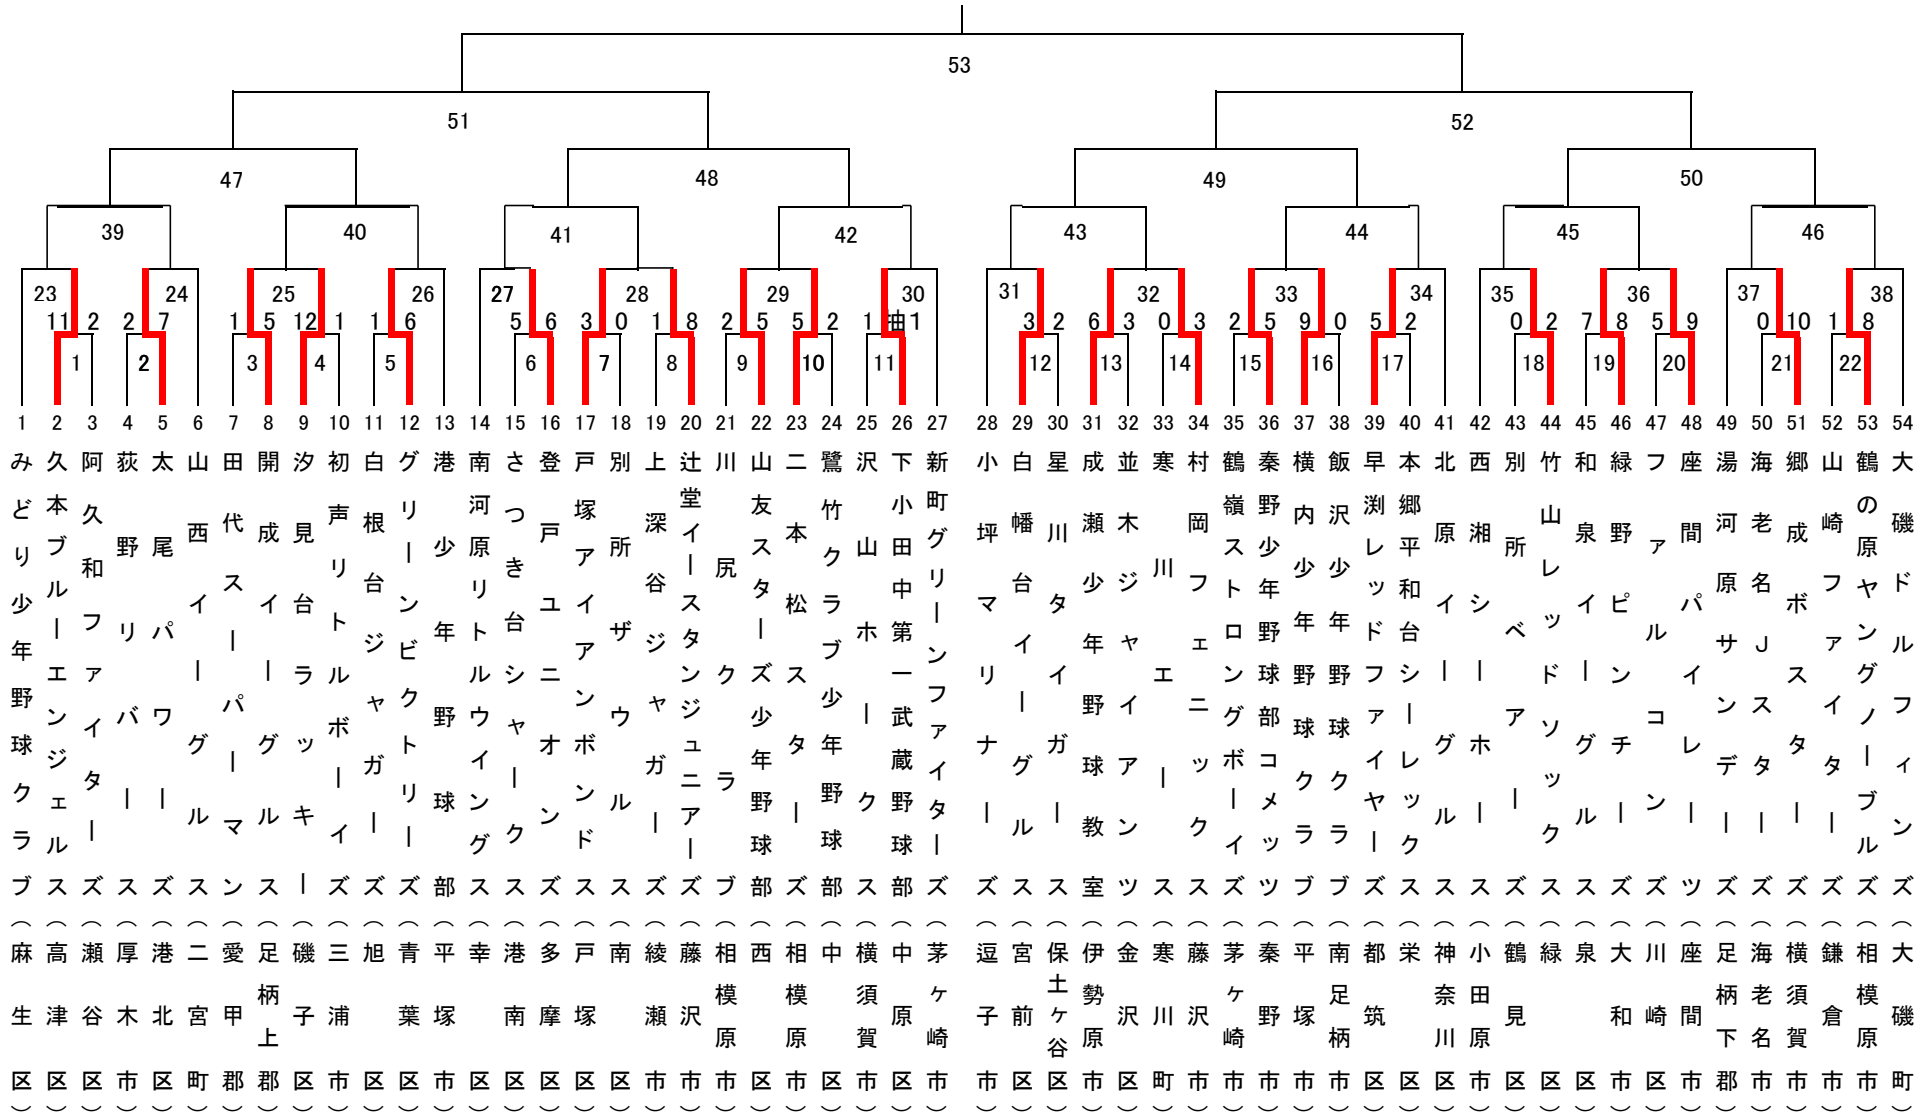 53
51 52
47 48 49 50
39 40 41 42 43 44 45 46
23 24 25 26 27 28 29 30 31 32 33 34 35 36 37 38
11 2 2 7 1 5 12 1 1 6 5 6 3 0 1 8 2 5 5 2 1 抽1 3 2 6 3 0 3 2 5 9 0 5 2 0 2 7 8 5 9 0 10 1 8
1 2 3 4 5 6 7 8 9 10 11 12 13 14 15 16 17 18 19 20 21 22
1 みどり少年野球クラブ(麻生区)
2 久本ブルーエンジェルス(高津区)
3 阿久和ファイターズ(瀬谷区)
4 荻野リバース(厚木市)
5 太尾パワーズ(港北区)
6 山西イーグルス(二宮町)
7 田代スーパーマン(愛甲郡)
8 開成イーグルス(足柄上郡)
9 汐見台ラッキー(磯子区)
10 初声リトルボーイズ(三浦市)
11 白根台ジャガーズ(旭区)
12 グリーンビクトリーズ(青葉区)
13 港少年野球部(平塚市)
14 南河原リトルウイングス(幸区)
15 さつき台シャークス(港南区)
16 登戸ユニオンズ(多摩区)
17 戸塚アイアンボンドス(戸塚区)
18 別所ザウルス(南区)
19 上深谷ジャガーズ(綾瀬市)
20 辻堂イースタンジュニアーズ(藤沢市)
21 川尻クラブ(相模原市)
22 山友スターズ少年野球部(西区)
23 二本松スターズ(相模原市)
24 鷺竹クラブ少年野球部(中区)
25 沢山ホークス(横須賀市)
26 下小田中第一武蔵野球部(中原区)
27 新町グリーンファイターズ(茅ヶ崎市)
28 小坪マリナーズ(逗子市)
29 白幡台イーグルス(宮前区)
30 星川タイガース(保土ヶ谷区)
31 成瀬少年野球教室(伊勢原市)
32 並木ジャイアンツ(金沢区)
33 寒川エースス(寒川町)
34 村岡フェニックス(藤沢市)
35 鶴嶺ストロングボーイズ(茅ヶ崎市)
36 秦野少年野球部コメッツ(秦野市)
37 横内少年野球クラブ(平塚市)
38 飯沢少年野球クラブ(南足柄市)
39 早渕レッドファイヤーズ(都筑区)
40 本郷平和台シーレックス(栄区)
41 北原イーグルス(神奈川区)
42 西湘シーホース(小田原市)
43 別所ベアーズ(鶴見区)
44 竹山レッドソックス(緑区)
45 和泉イーグルス(泉区)
46 緑野ピンチーズ(大和市)
47 ファルコンズ(川崎区)
48 座間パイレーツ(座間市)
49 湯河原サンデーズ(足柄下郡)
50 海老名Jスターズ(海老名市)
51 郷成ボスターズ(横須賀市)
52 山崎ファイターズ(鎌倉市)
53 鶴の原ヤングノーブルズ(相模原市)
54 大磯ドルフィンズ(大磯町)